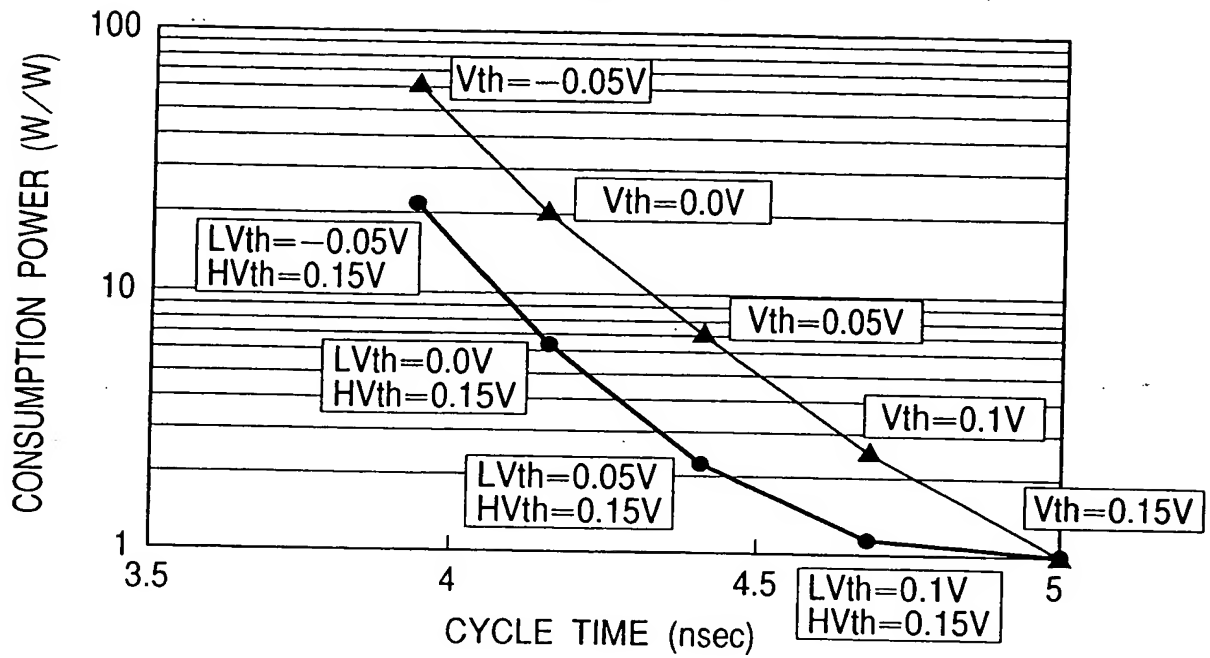 100
Vth=−0.05V
Vth=0.0V
LVth=−0.05V
HVth=0.15V
10
Vth=0.05V
LVth=0.0V
HVth=0.15V
Vth=0.1V
LVth=0.05V
HVth=0.15V
Vth=0.15V
1
3.5
4
4.5
5
LVth=0.1V
HVth=0.15V
CYCLE TIME (nsec)
CONSUMPTION POWER (W/W)